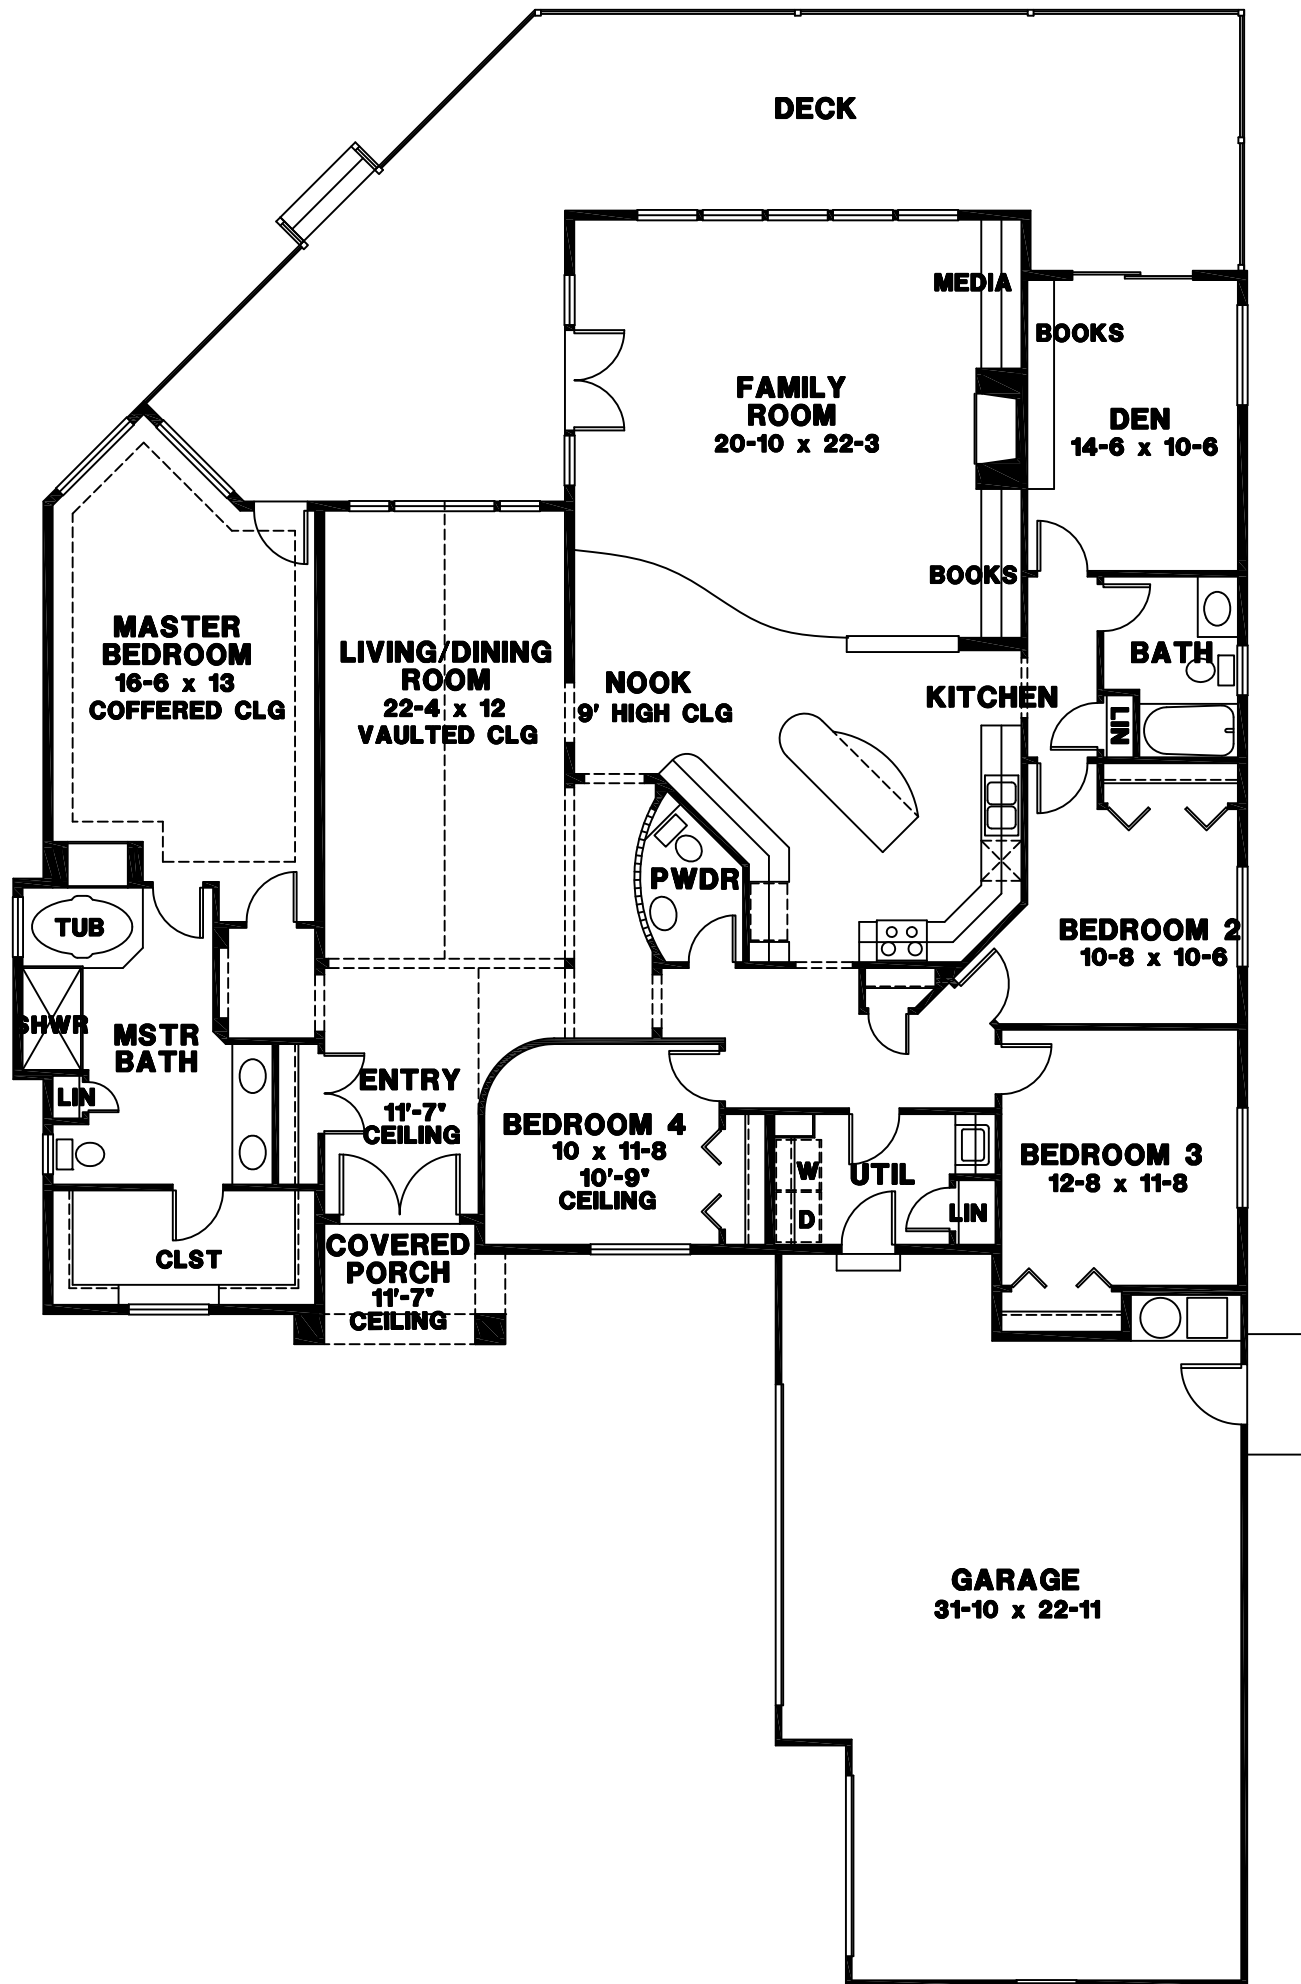 DECK
MEDIA
BOOKS
FAMILY
ROOM
20-10 x 22-3
DEN
14-6 x 10-6
BOOKS
MASTER
BEDROOM
16-6 x 13
COFFERED CLG
LIVING/DINING
ROOM
22-4 x 12
VAULTED CLG
NOOK
9' HIGH CLG
KITCHEN
BATH
LIN
PWDR
TUB
BEDROOM 2
10-8 x 10-6
SHWR
MSTR
BATH
LIN
ENTRY
11'-7"
CEILING
BEDROOM 4
10 x 11-8
10'-9"
CEILING
W
D
UTIL
LIN
BEDROOM 3
12-8 x 11-8
CLST
COVERED
PORCH
11'-7"
CEILING
GARAGE
31-10 x 22-11